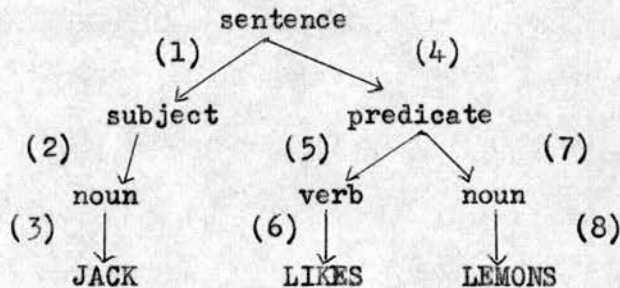 sentence
(1) (4)
subject predicate
(2) (5) (7)
noun verb noun
(3) (6) (8)
JACK LIKES LEMONS